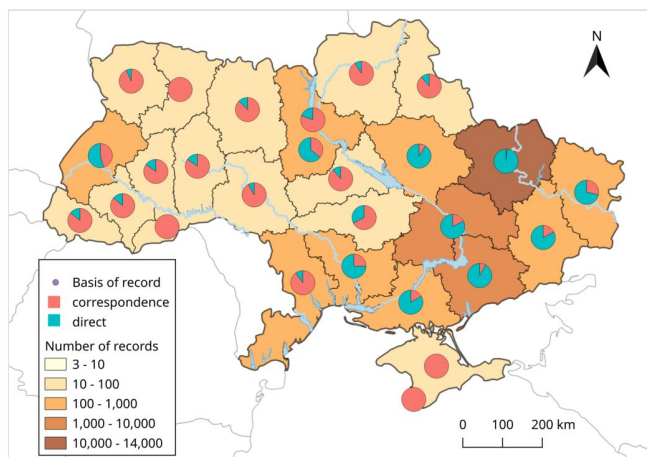 N
Basis of record
correspondence
direct
Number of records
3 - 10
10 - 100
100 - 1,000
1,000 - 10,000
10,000 - 14,000
0 100 200 km